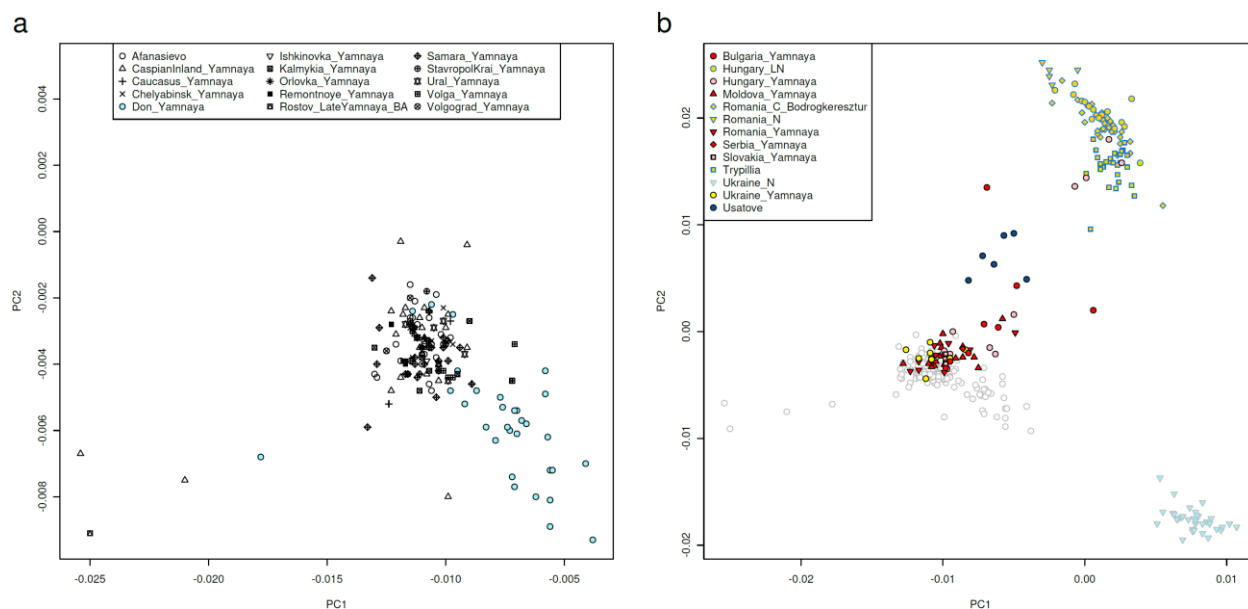 a
Afanasievo
CaspianInland_Yamnaya
Caucasus_Yamnaya
Chelyabinsk_Yamnaya
Don_Yamnaya
Ishkinovka_Yamnaya
Kalmykia_Yamnaya
Orlovka_Yamnaya
Remontnoye_Yamnaya
Rostov_LateYamnaya_BA
Samara_Yamnaya
StavropolKrai_Yamnaya
Ural_Yamnaya
Volga_Yamnaya
Volgograd_Yamnaya
PC2
0.004
0.002
0.000
-0.002
-0.004
-0.006
-0.008
-0.025
-0.020
-0.015
-0.010
-0.005
PC1
b
Bulgaria_Yamnaya
Hungary_LN
Hungary_Yamnaya
Moldova_Yamnaya
Romania_C_Bodrogkeresztur
Romania_N
Romania_Yamnaya
Serbia_Yamnaya
Slovakia_Yamnaya
Trypillia
Ukraine_N
Ukraine_Yamnaya
Usatove
PC2
0.02
0.01
0.00
-0.01
-0.02
-0.02
-0.01
0.00
0.01
PC1